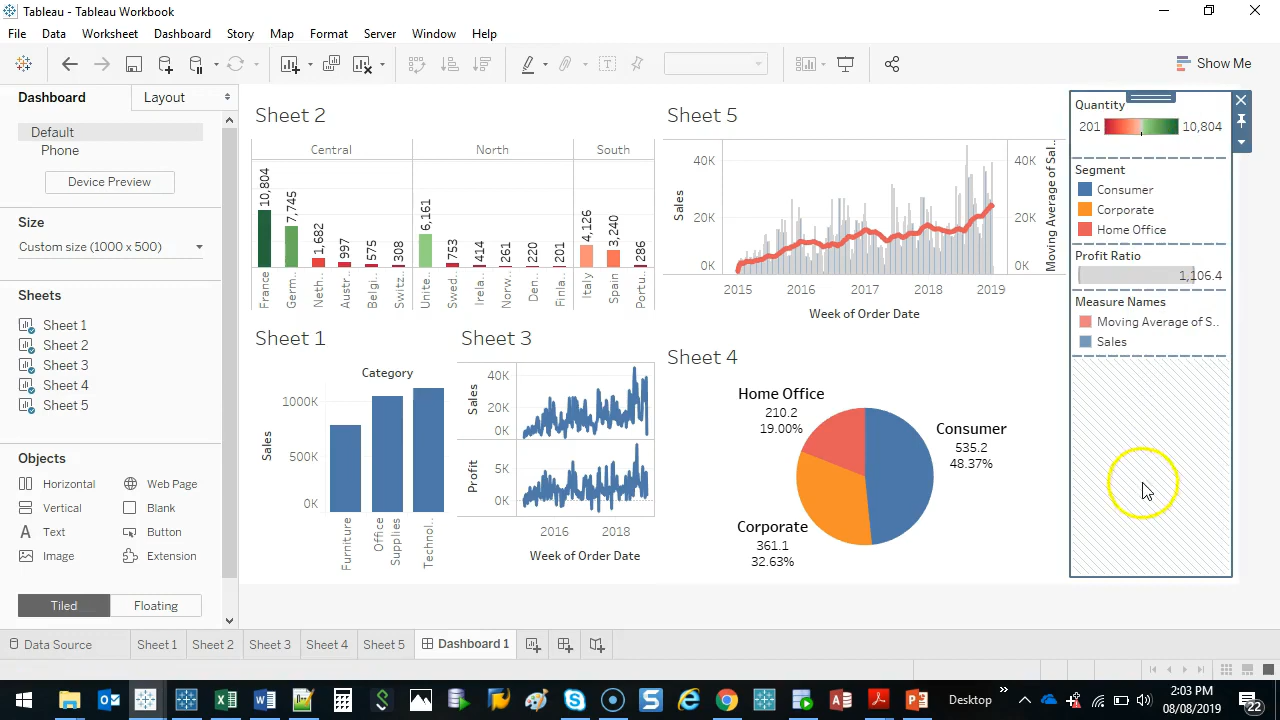 Tableau - Tableau Workbook
File Data Worksheet Dashboard Story Map Format Server Window Help
Show Me
Dashboard Layout
Default
Phone
Device Preview
Size
Custom size (1000 x 500)
Sheets
Sheet 1
Sheet 2
Sheet 3
Sheet 4
Sheet 5
Objects
Horizontal Web Page
Vertical Blank
Text Button
Image Extension
Tiled Floating
Sheet 2
Central North South
10,804 7,745 1,682 997 575 308 6,161 753 414 261 220 201 4,126 3,240 286
France Germ.. Neth.. Austr.. Belgi.. Switz.. Unite.. Swed.. Irela.. Norw.. Den.. Finla.. Italy Spain Portu..
Sheet 5
Sales
40K
20K
0K
40K
20K
0K
Moving Average of Sal..
2015 2016 2017 2018 2019
Week of Order Date
Sheet 1
Category
Sales
1000K
500K
0K
Furniture Office Supplies Technol..
Sheet 3
Sales
40K
20K
0K
Profit
5K
0K
2016 2018
Week of Order Date
Sheet 4
Home Office
210.2
19.00%
Consumer
535.2
48.37%
Corporate
361.1
32.63%
Quantity
201 10,804
Segment
Consumer
Corporate
Home Office
Profit Ratio
1,106.4
Measure Names
Moving Average of S..
Sales
Data Source Sheet 1 Sheet 2 Sheet 3 Sheet 4 Sheet 5 Dashboard 1
Desktop
2:03 PM
08/08/2019
22